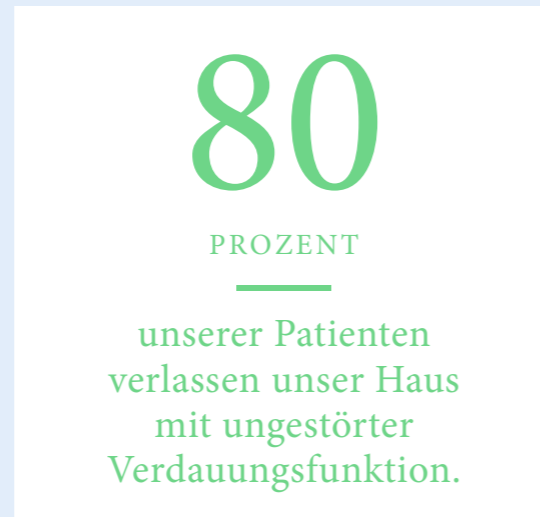 80
PROZENT
unserer Patienten
verlassen unser Haus
mit ungestörter
Verdauungsfunktion.